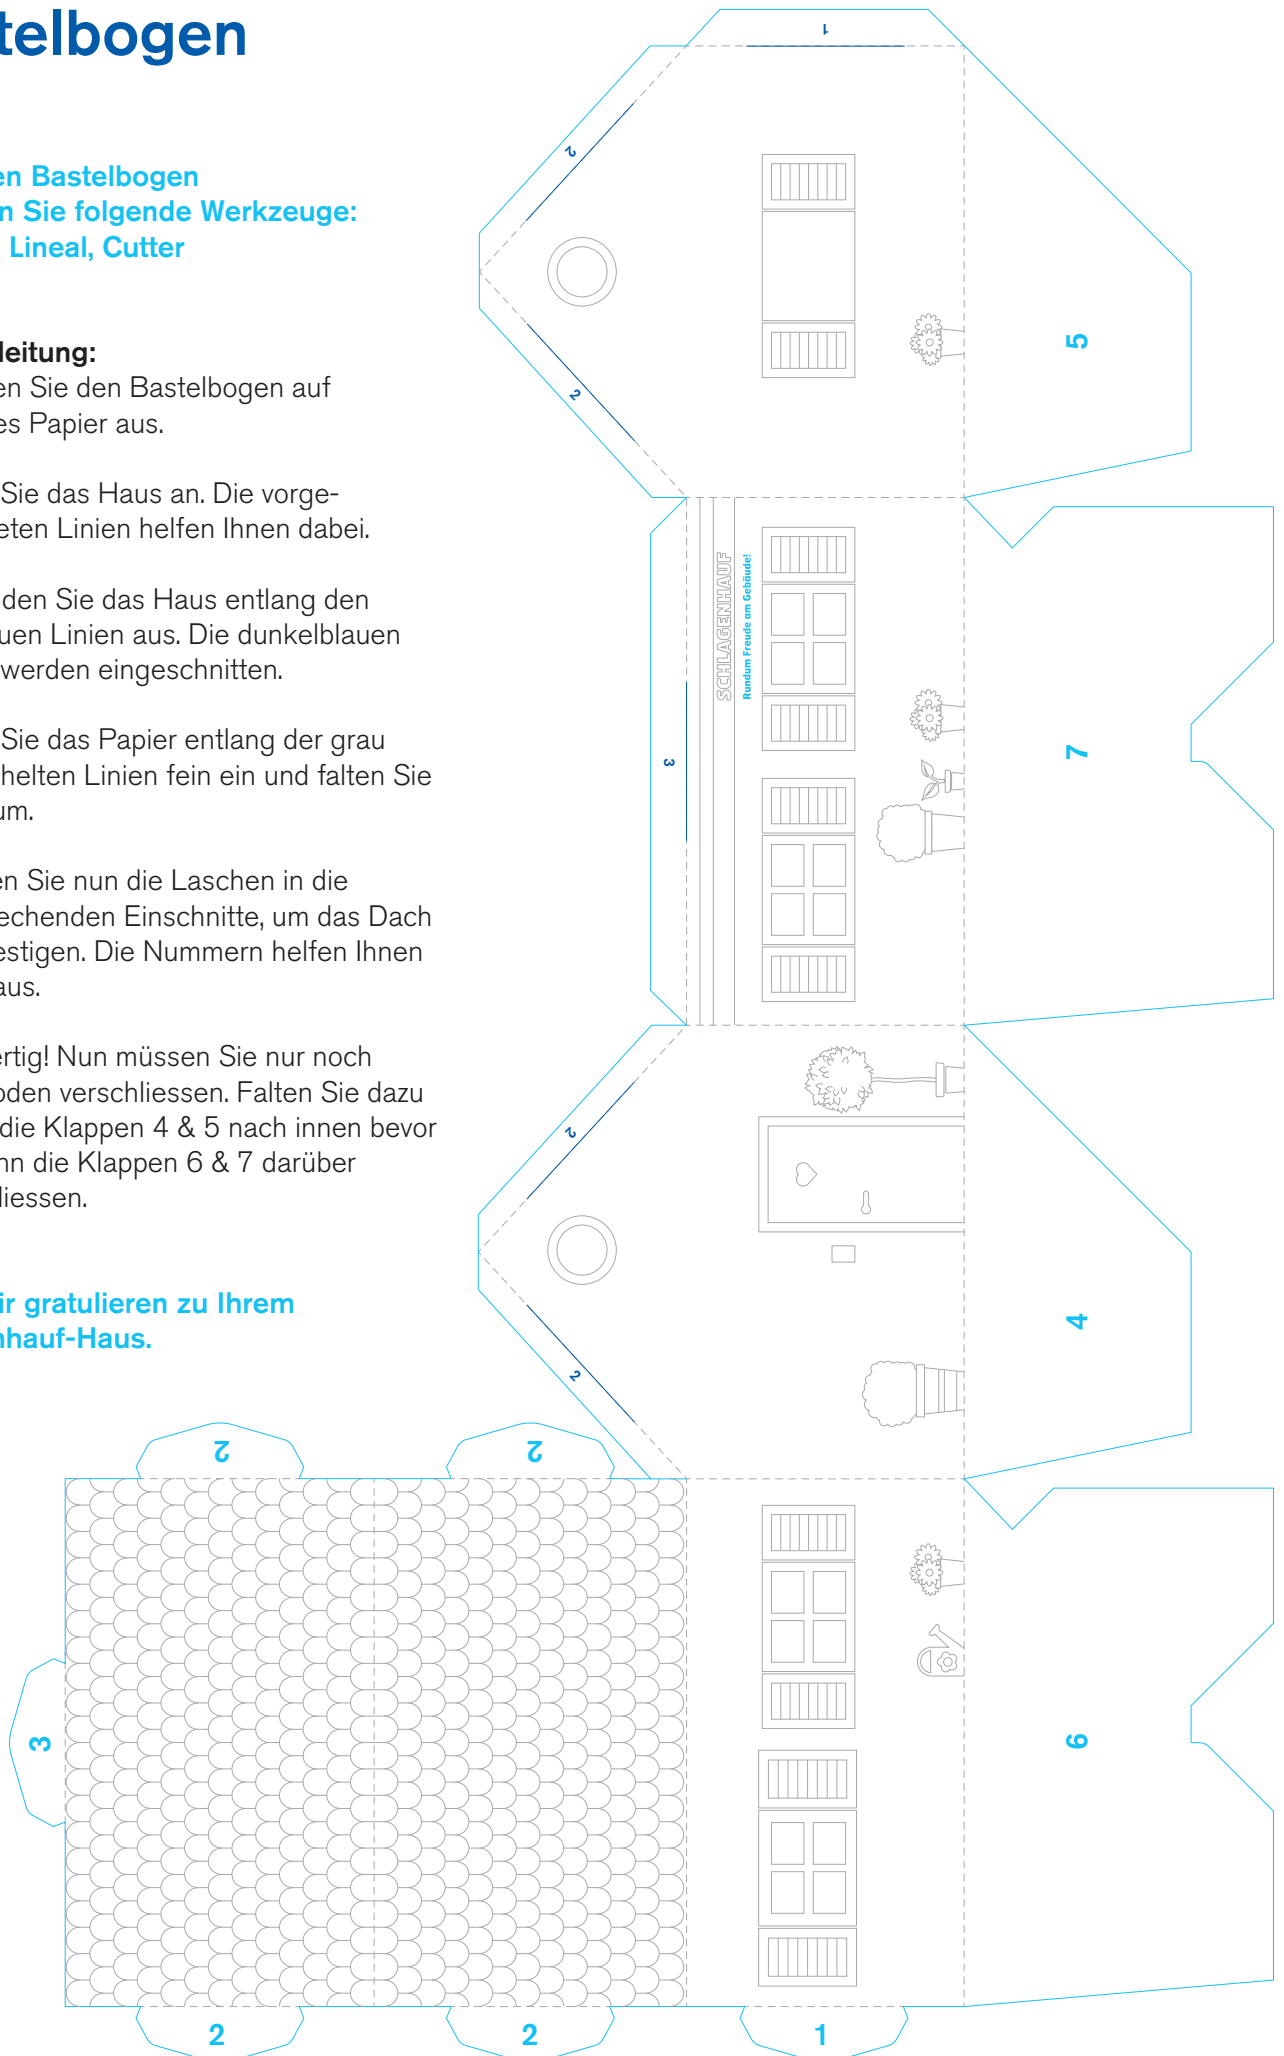 telbogen
en Bastelbogen
n Sie folgende Werkzeuge:
Lineal, Cutter
leitung:
en Sie den Bastelbogen auf
es Papier aus.
Sie das Haus an. Die vorge-
eten Linien helfen Ihnen dabei.
den Sie das Haus entlang den
uen Linien aus. Die dunkelblauen
werden eingeschnitten.
Sie das Papier entlang der grau
helten Linien fein ein und falten Sie
um.
en Sie nun die Laschen in die
echenden Einschnitte, um das Dach
estigen. Die Nummern helfen Ihnen
aus.
ertig! Nun müssen Sie nur noch
oden verschliessen. Falten Sie dazu
die Klappen 4 & 5 nach innen bevor
nn die Klappen 6 & 7 darüber
liessen.
ir gratulieren zu Ihrem
nhauf-Haus.
1
2
2
5
SCHLAGENHAUF
Rundum Freude am Gebäude!
3
7
2
2
4
2
2
3
6
2
2
1